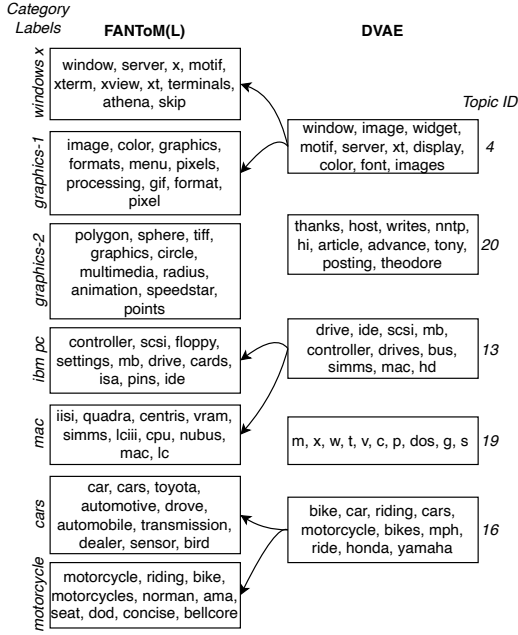 Category
Labels
FANToM(L)
DVAE
windows x
window, server, x, motif,
xterm, xview, xt, terminals,
athena, skip
Topic ID
graphics-1
image, color, graphics,
formats, menu, pixels,
processing, gif, format,
pixel
window, image, widget,
motif, server, xt, display,
color, font, images
4
graphics-2
polygon, sphere, tiff,
graphics, circle,
multimedia, radius,
animation, speedstar,
points
thanks, host, writes, nntp,
hi, article, advance, tony,
posting, theodore
20
ibm pc
controller, scsi, floppy,
settings, mb, drive, cards,
isa, pins, ide
drive, ide, scsi, mb,
controller, drives, bus,
simms, mac, hd
13
mac
iisi, quadra, centris, vram,
simms, lciii, cpu, nubus,
mac, lc
m, x, w, t, v, c, p, dos, g, s
19
cars
car, cars, toyota,
automotive, drove,
automobile, transmission,
dealer, sensor, bird
bike, car, riding, cars,
motorcycle, bikes, mph,
ride, honda, yamaha
16
motorcycle
motorcycle, riding, bike,
motorcycles, norman, ama,
seat, dod, concise, bellcore